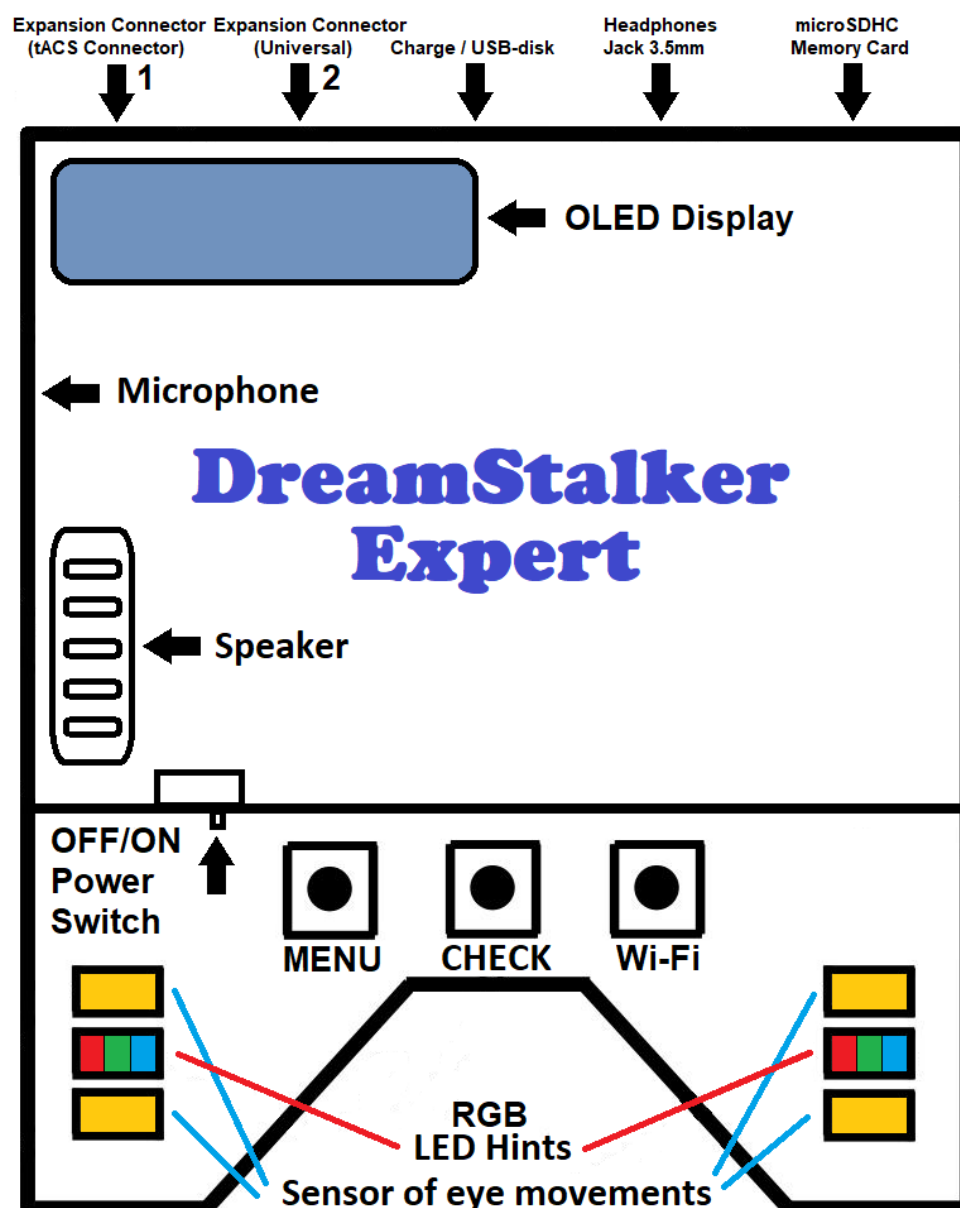 Expansion Connector
(tACS Connector)
1
Expansion Connector
(Universal)
2
Charge / USB-disk
Headphones
Jack 3.5mm
microSDHC
Memory Card
OLED Display
Microphone
DreamStalker
Expert
Speaker
OFF/ON
Power
Switch
MENU
CHECK
Wi-Fi
RGB
LED Hints
Sensor of eye movements